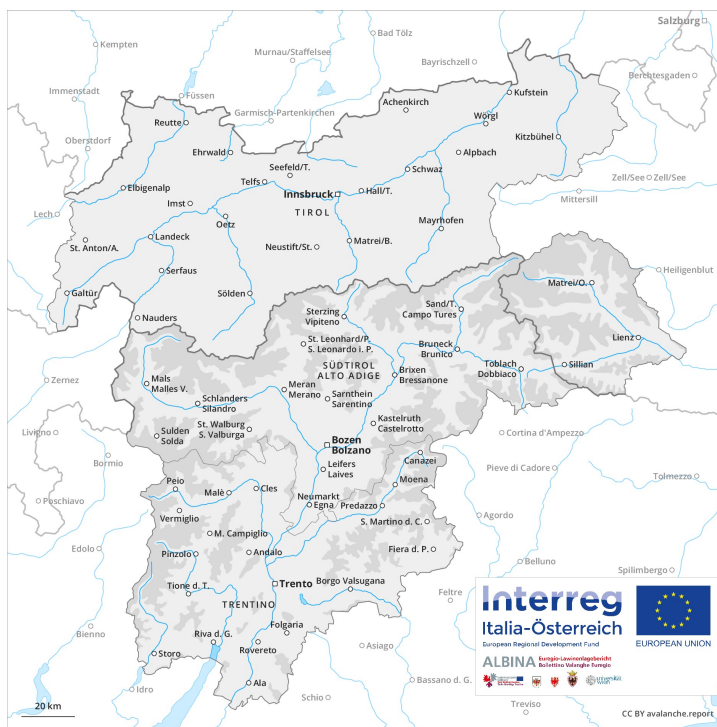 Salzburg
Bad Tölz
Kempten
Murnau/Staffelsee
Bayrischzell
Berchtesgaden
Immenstadt
Füssen
Kufstein
Achenkirch
Garmisch-Partenkirchen
Wörgl
Reutte
Kitzbühel
Oberstdorf
Ehrwald
Alpbach
Seefeld/T.
Schwaz
Telfs
Zell/See
Zell/See
Elbigenalp
Innsbruck
Hall/T.
Mittersill
Imst
TIROL
Lech
Oetz
Mayrhofen
Landeck
St. Anton/A.
Neustift/St.
Matrei/B.
Serfaus
Heiligenblut
Galtür
Sölden
Matrei/O.
Sand/T.
Campo Tures
Nauders
Sterzing
Vipiteno
St. Leonhard/P.
S. Leonardo i. P.
Bruneck
Brunico
Lienz
SÜDTIROL
ALTO ADIGE
Toblach
Dobbiaco
Sillian
Brixen
Bressanone
Zernez
Mals
Malles V.
Meran
Merano
Schlanders
Silandro
Sarnthein
Sarentino
St. Walburg
S. Valburga
Kastelruth
Castelrotto
Livigno
Sulden
Solda
Bozen
Bolzano
Cortina d'Ampezzo
Bormio
Canazei
Leifers
Laives
Pieve di Cadore
Tolmezzo
Peio
Moena
Malè
Cles
Neumarkt
Egna
Predazzo
Poschiavo
Vermiglio
Agordo
S. Martino d. C.
M. Campiglio
Edolo
Pinzolo
Andalo
Fiera d. P.
Belluno
Spilimbergo
Tione d. T.
Trento
Borgo Valsugana
Feltre
TRENTINO
Bienno
Folgaria
Riva d. G.
Rovereto
Asiago
Storo
Idro
Ala
Schio
Bassano d. G.
Treviso
Interreg
Italia-Österreich
European Regional Development Fund
EUROPEAN UNION
ALBINA Euregio-Lawinenlagebericht
Bollettino Valanghe Euregio
universität
wien
20 km
CC BY avalanche.report